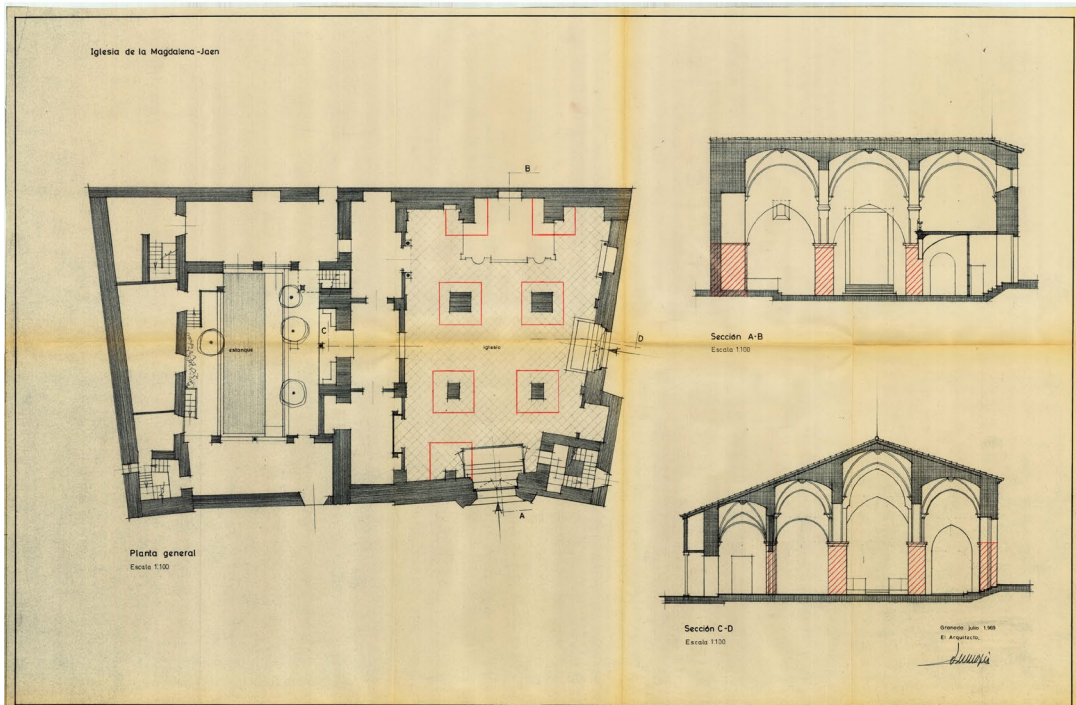 Iglesia de la Magdalena-Jaen
B
C
estanque
iglesia
D
A
Planta general
Escala 1:100
Sección A-B
Escala 1:100
Sección C-D
Escala 1:100
Granada julio 1.969
El Arquitecto,